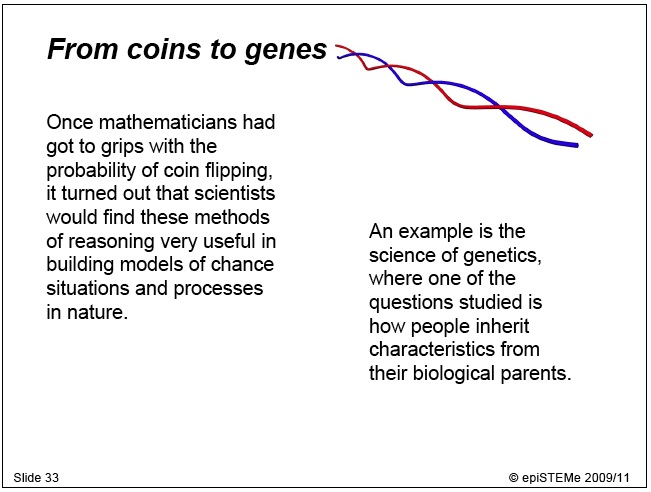 From coins to genes
Once mathematicians had
got to grips with the
probability of coin flipping,
it turned out that scientists
would find these methods
of reasoning very useful in
building models of chance
situations and processes
in nature.
An example is the
science of genetics,
where one of the
questions studied is
how people inherit
characteristics from
their biological parents.
Slide 33
© epiSTEMe 2009/11